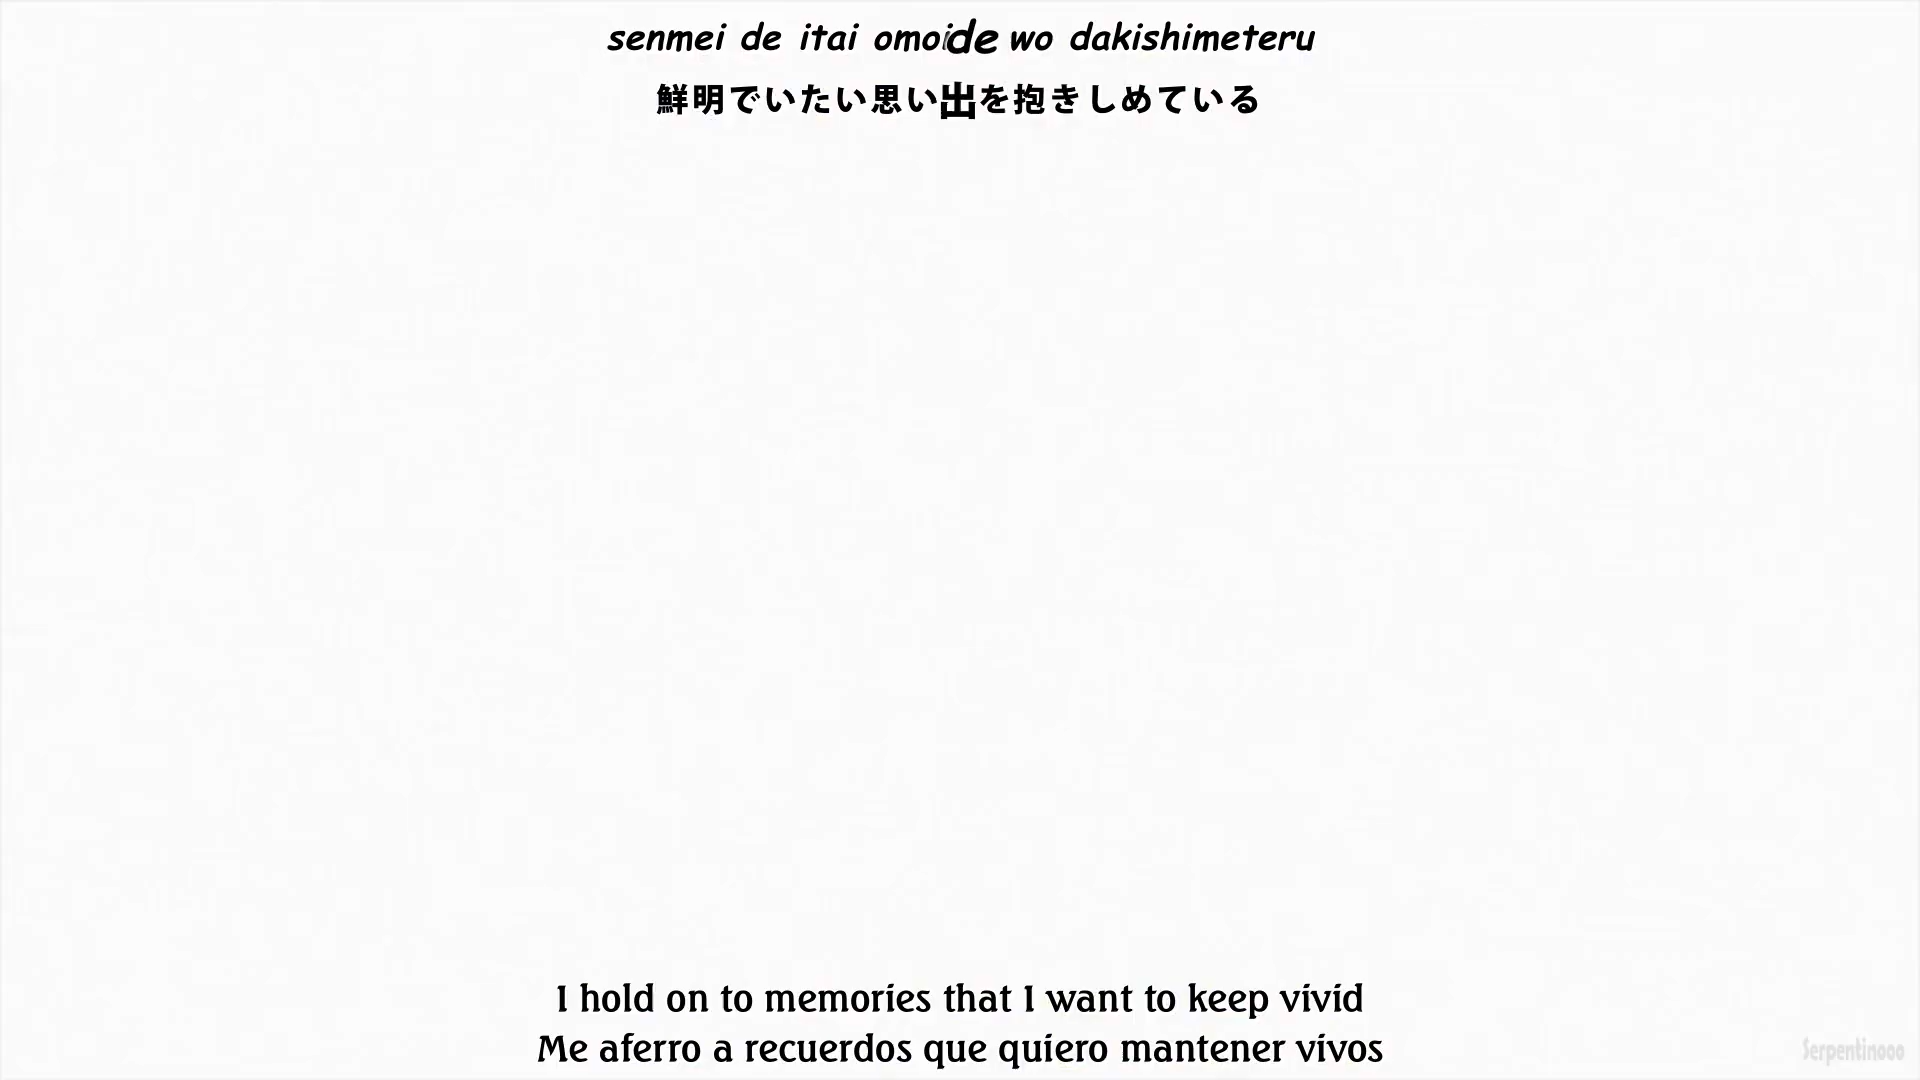 senmei de itai omoide wo dakishimeteru
鮮明でいたい思い出を抱きしめている
I hold on to memories that I want to keep vivid
Me aferro a recuerdos que quiero mantener vivos
Serpentinooo